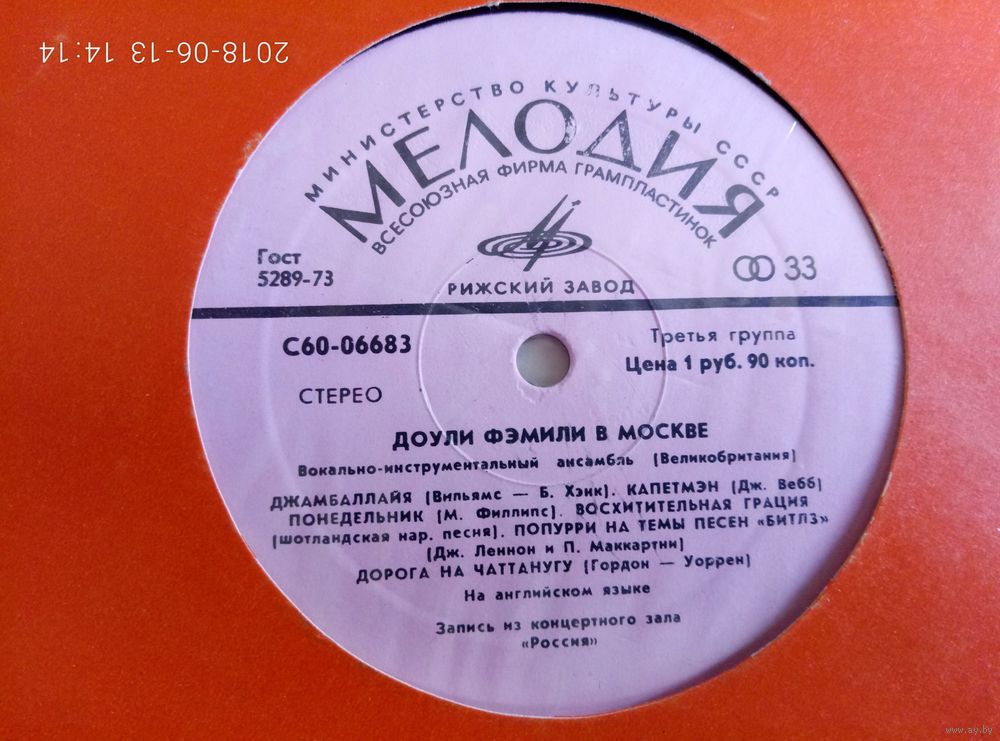 2018-06-13 14:14
МИНИСТЕРСТВО КУЛЬТУРЫ СССР
МЕЛОДИЯ
ВСЕСОЮЗНАЯ ФИРМА ГРАМПЛАСТИНОК
Гост
5289-73
33
РИЖСКИЙ ЗАВОД
С60-06683
Третья группа
Цена 1 руб. 90 коп.
СТЕРЕО
ДОУЛИ ФЭМИЛИ В МОСКВЕ
Вокально-инструментальный ансамбль (Великобритания)
ДЖАМБАЛЛАЙЯ (Вильямс — Б. Хэнк). КАПЕТМЭН (Дж. Вебб)
ПОНЕДЕЛЬНИК (М. Филлипс). ВОСХИТИТЕЛЬНАЯ ГРАЦИЯ
(шотландская нар. песня). ПОПУРРИ НА ТЕМЫ ПЕСЕН «БИТЛЗ»
(Дж. Леннон и П. Маккартни)
ДОРОГА НА ЧАТТАНУГУ (Гордон — Уоррен)
На английском языке
Запись из концертного зала
«Россия»
www.ay.by